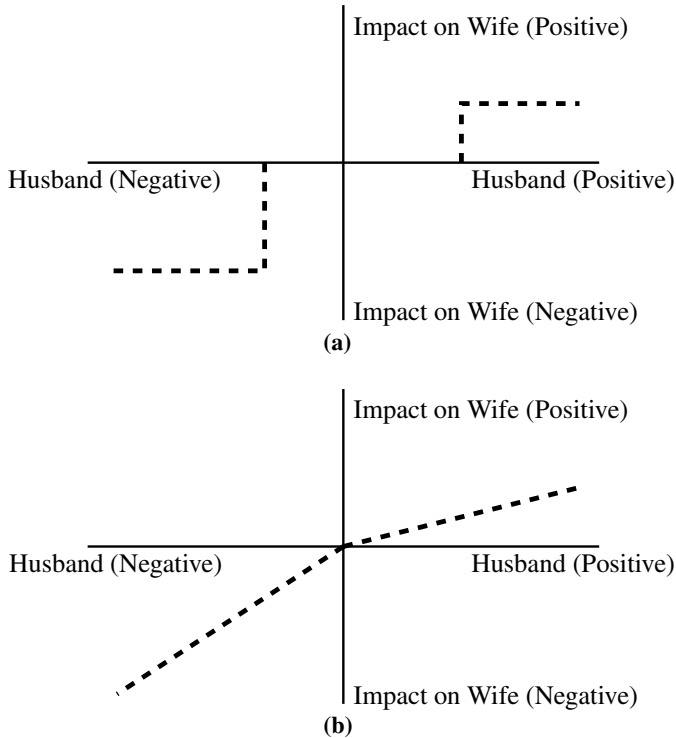 Impact on Wife (Positive)
Husband (Negative)
Husband (Positive)
Impact on Wife (Negative)
(a)
Impact on Wife (Positive)
Husband (Negative)
Husband (Positive)
Impact on Wife (Negative)
(b)